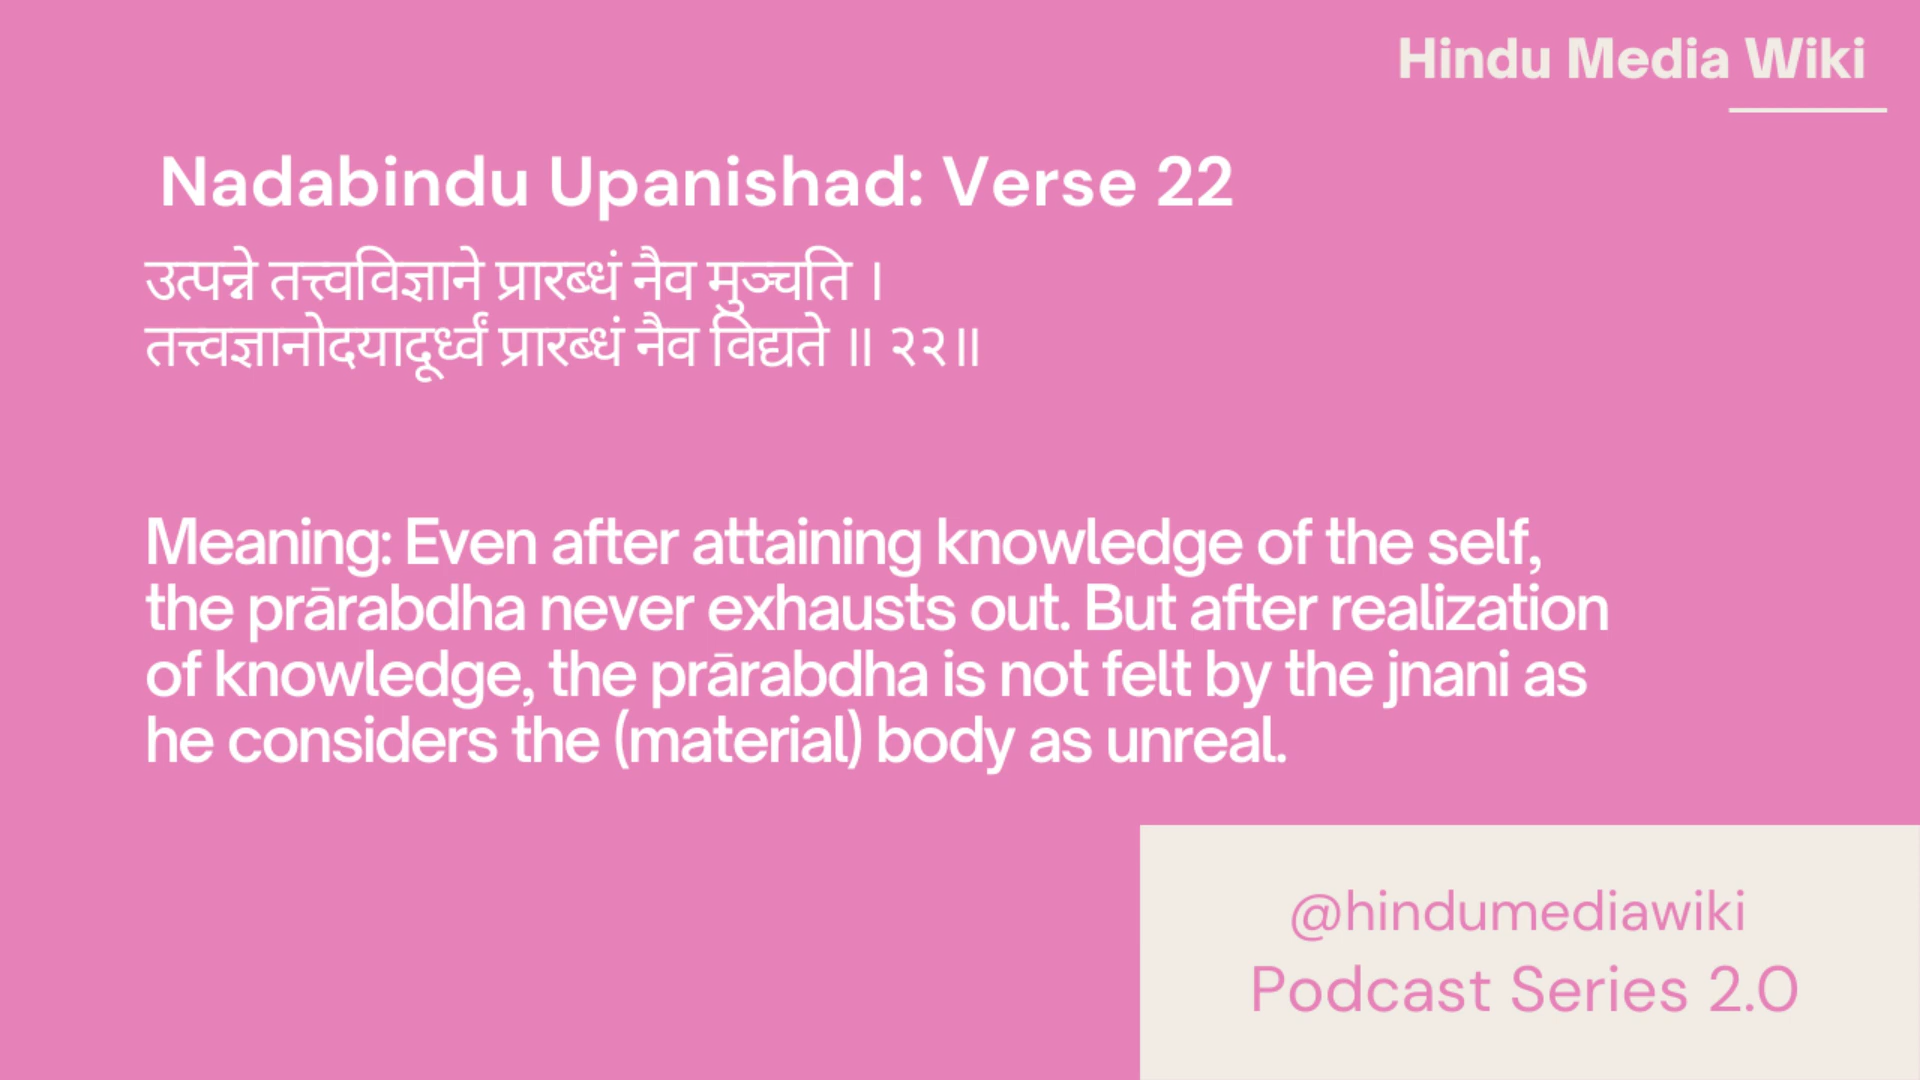 Hindu Media Wiki
Nadabindu Upanishad: Verse 22
उत्पन्ने तत्त्वविज्ञाने प्रारब्धं नैव मुञ्चति ।
तत्त्वज्ञानोदयादूर्ध्वं प्रारब्धं नैव विद्यते ॥ २२॥
Meaning: Even after attaining knowledge of the self,
the prārabdha never exhausts out. But after realization
of knowledge, the prārabdha is not felt by the jnani as
he considers the (material) body as unreal.
@hindumediawiki
Podcast Series 2.0